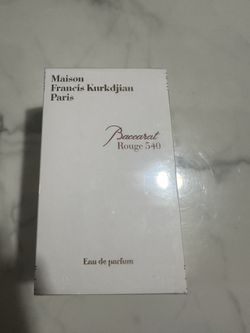 Maison
Francis Kurkdjian
Paris
Baccarat
Rouge 540
Eau de parfum